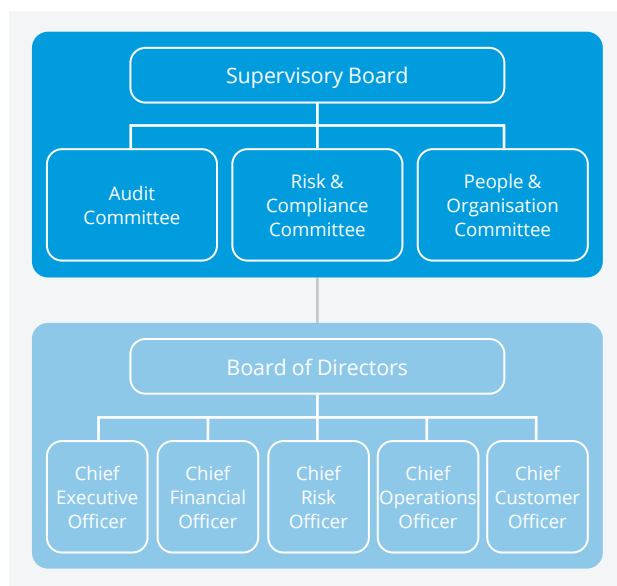 Supervisory Board
Audit
Committee
Risk &
Compliance
Committee
People &
Organisation
Committee
Board of Directors
Chief
Executive
Officer
Chief
Financial
Officer
Chief
Risk
Officer
Chief
Operations
Officer
Chief
Customer
Officer